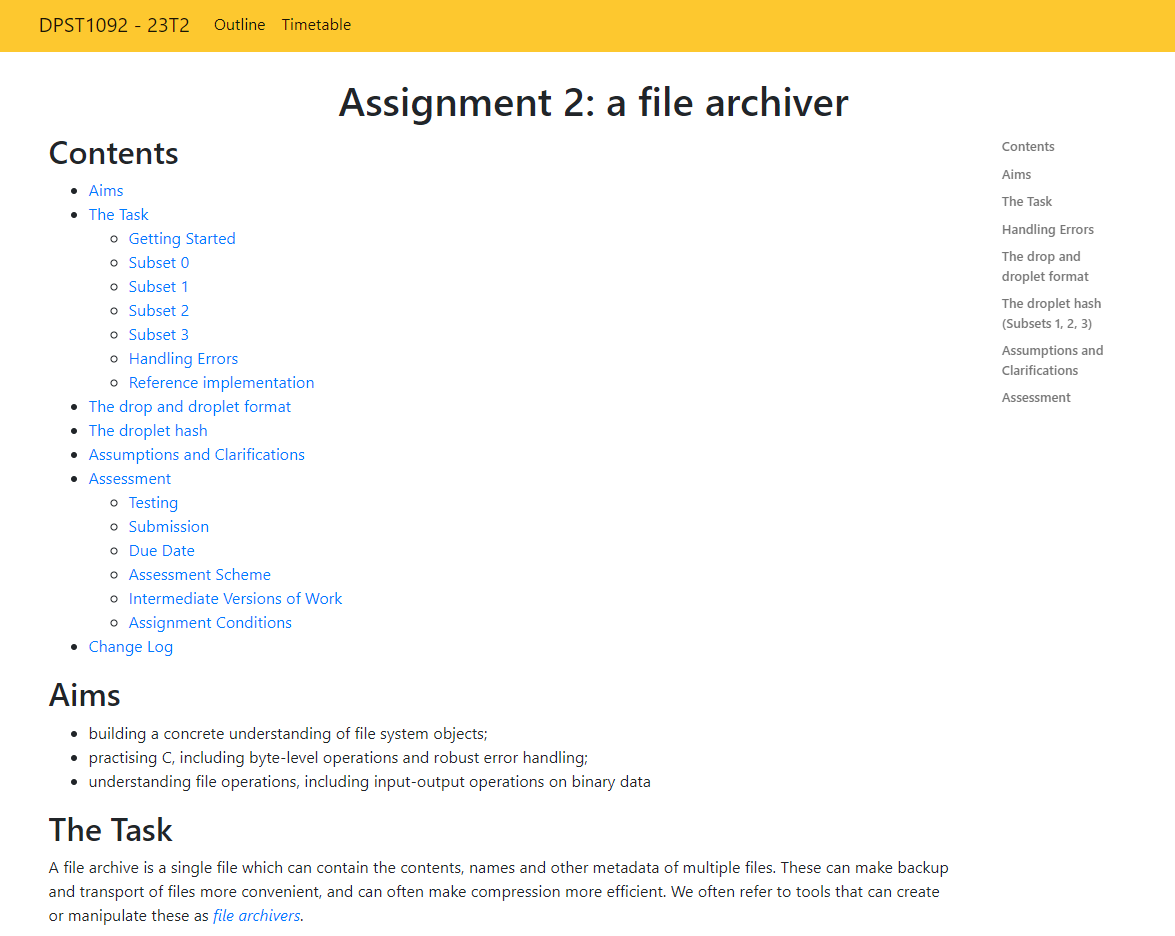 DPST1092 - 23T2 Outline Timetable
Assignment 2: a file archiver
Contents
Aims
The Task
Getting Started
Subset 0
Subset 1
Subset 2
Subset 3
Handling Errors
Reference implementation
The drop and droplet format
The droplet hash
Assumptions and Clarifications
Assessment
Testing
Submission
Due Date
Assessment Scheme
Intermediate Versions of Work
Assignment Conditions
Change Log
Aims
building a concrete understanding of file system objects;
practising C, including byte-level operations and robust error handling;
understanding file operations, including input-output operations on binary data
The Task
A file archive is a single file which can contain the contents, names and other metadata of multiple files. These can make backup
and transport of files more convenient, and can often make compression more efficient. We often refer to tools that can create
or manipulate these as file archivers.
Contents
Aims
The Task
Handling Errors
The drop and
droplet format
The droplet hash
(Subsets 1, 2, 3)
Assumptions and
Clarifications
Assessment